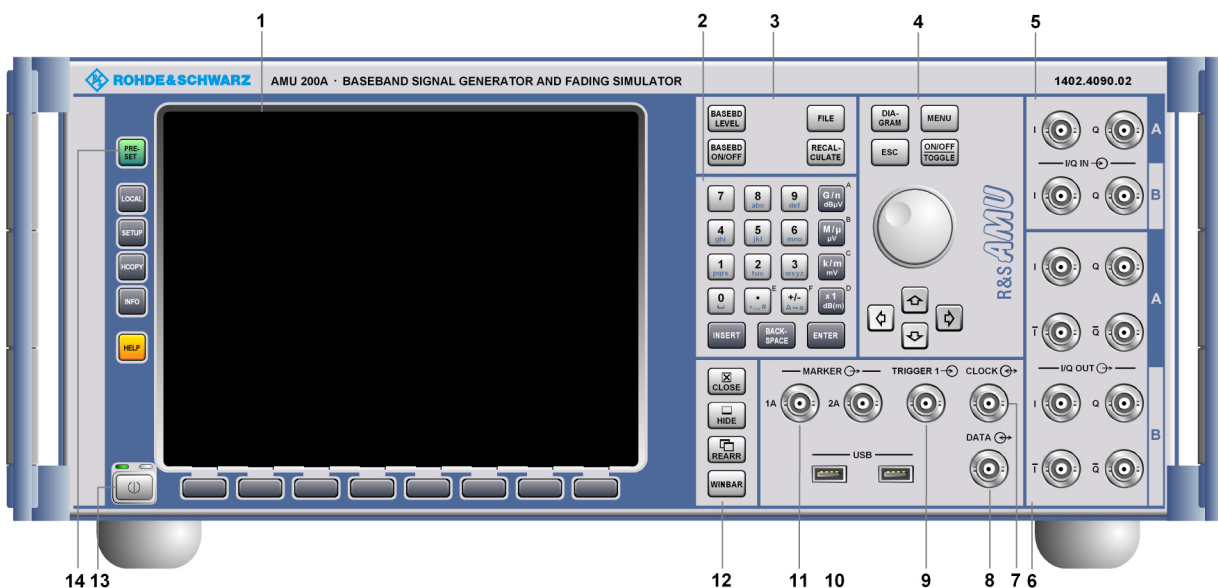 1 2 3 4 5
ROHDE&SCHWARZ AMU 200A · BASEBAND SIGNAL GENERATOR AND FADING SIMULATOR 1402.4090.02
PRE-
SET
LOCAL
SETUP
HCOPY
INFO
HELP
BASEBD
LEVEL
FILE
BASEBD
ON/OFF
RECAL-
CULATE
7
8
abc
9
def
G/n
dBµV
A
4
ghi
5
jkl
6
mno
M/µ
µV
B
1
pqrs
2
tuv
3
wxyz
k/m
mV
C
0
.
*...#
E
+/-
A↔a
F
x1
dB(m)
D
INSERT
BACK-
SPACE
ENTER
DIA-
GRAM
MENU
ESC
ON/OFF
TOGGLE
R&S AMU
I Q A
I/Q IN
I Q B
I Q
A
I Q
I/Q OUT
I Q
B
I Q
CLOSE
HIDE
REARR
WINBAR
MARKER TRIGGER 1 CLOCK
1A 2A
DATA
USB
14 13 12 11 10 9 8 7 6